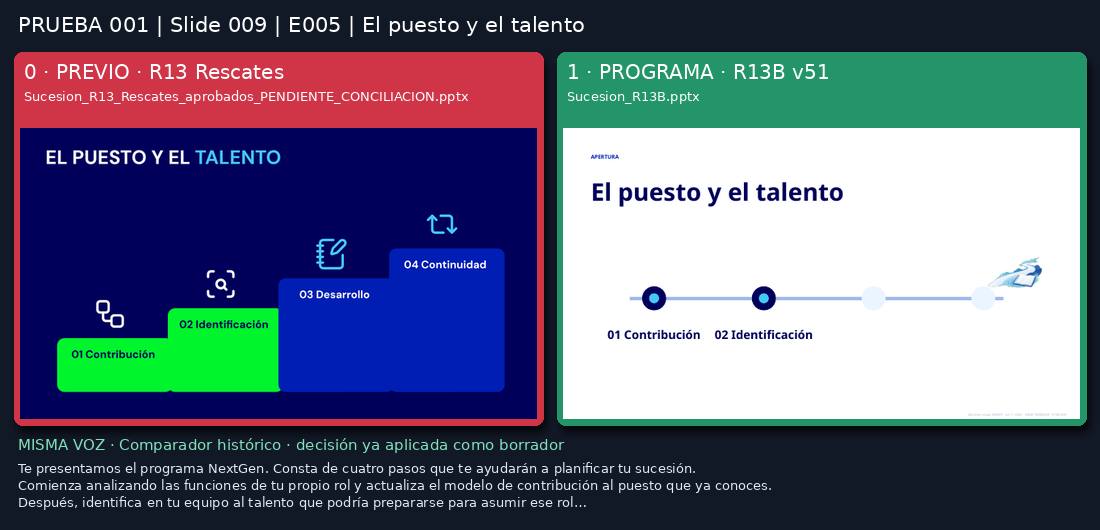 PRUEBA 001 | Slide 009 | E005 | El puesto y el talento
0 · PREVIO · R13 Rescates
Sucesion_R13_Rescates_aprobados_PENDIENTE_CONCILIACION.pptx
EL PUESTO Y EL TALENTO
04 Continuidad
03 Desarrollo
02 Identificación
01 Contribución
1 · PROGRAMA · R13B v51
Sucesion_R13B.pptx
APERTURA
El puesto y el talento
01 Contribución 02 Identificación
MISMA VOZ · Comparador histórico · decisión ya aplicada como borrador
Te presentamos el programa NextGen. Consta de cuatro pasos que te ayudarán a planificar tu sucesión.
Comienza analizando las funciones de tu propio rol y actualiza el modelo de contribución al puesto que ya conoces.
Después, identifica en tu equipo al talento que podría prepararse para asumir ese rol…